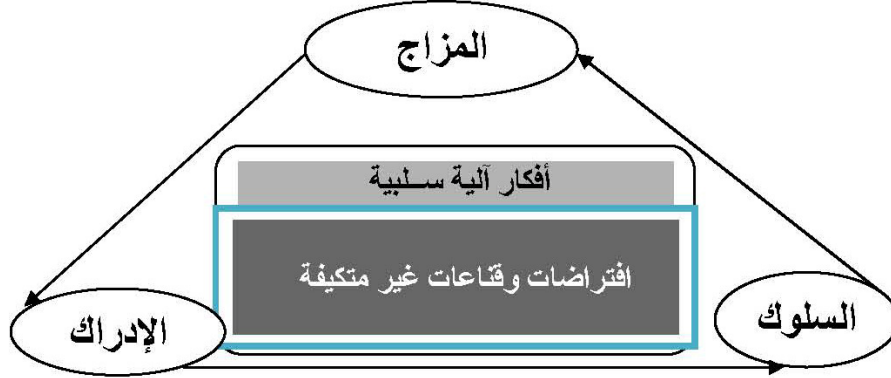 المزاج
أفكار آلية سلبية
افتراضات وقناعات غير متكيفة
السلوك
الإدراك